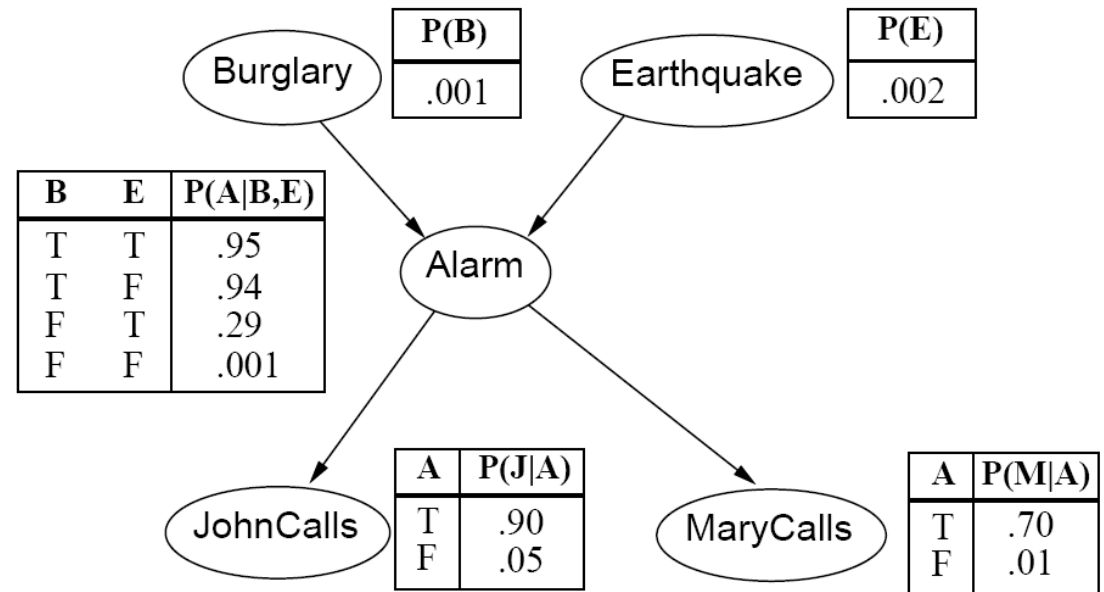 Burglary
P(B)
.001
Earthquake
P(E)
.002
B E P(A|B,E)
T T .95
T F .94
F T .29
F F .001
Alarm
JohnCalls
A P(J|A)
T .90
F .05
MaryCalls
A P(M|A)
T .70
F .01